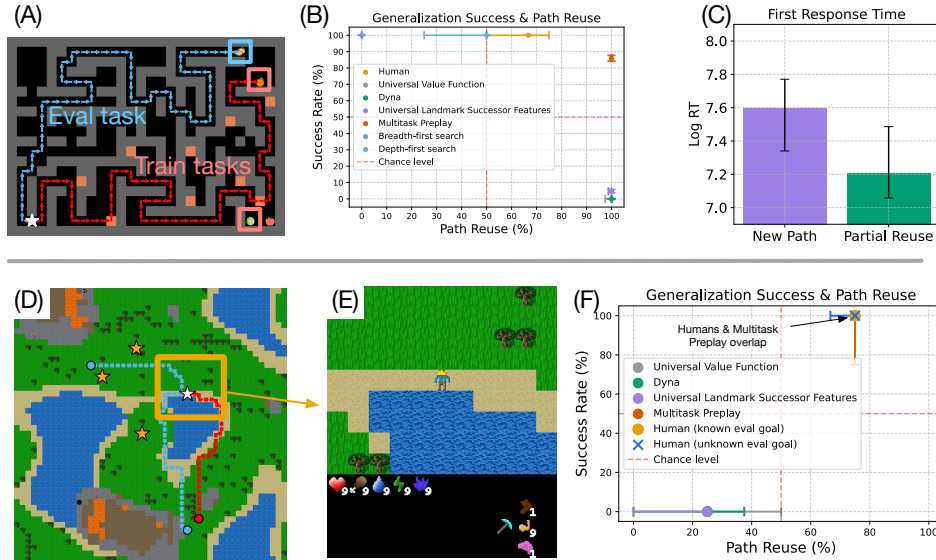 (A)
Eval task
Train tasks
(B)
Generalization Success & Path Reuse
Success Rate (%)
100
90
80
70
60
50
40
30
20
10
0
Human
Universal Value Function
Dyna
Universal Landmark Successor Features
Multitask Preplay
Breadth-first search
Depth-first search
Chance level
0 10 20 30 40 50 60 70 80 90 100
Path Reuse (%)
(C)
First Response Time
Log RT
8.0
7.8
7.6
7.4
7.2
7.0
New Path Partial Reuse
(D)
(E)
9 9 9 9 9
1
9
1
(F)
Generalization Success & Path Reuse
Success Rate (%)
100
80
60
40
20
0
Humans & Multitask
Preplay overlap
Universal Value Function
Dyna
Universal Landmark Successor Features
Multitask Preplay
Human (known eval goal)
Human (unknown eval goal)
Chance level
0 20 40 60 80 100
Path Reuse (%)